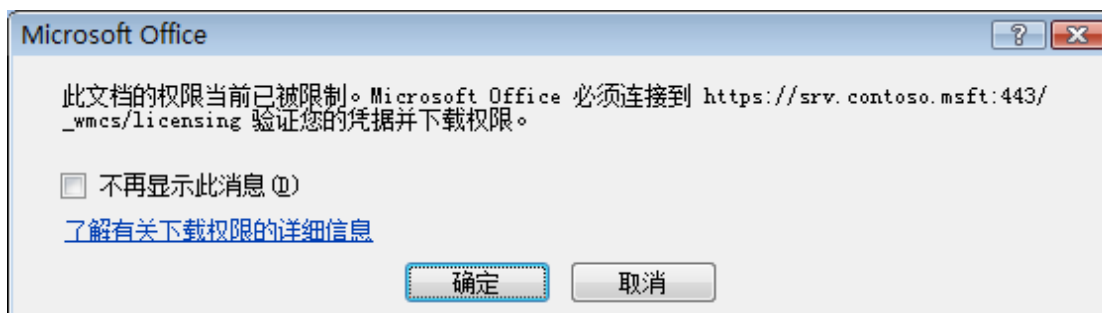 Microsoft Office
此文档的权限当前已被限制。Microsoft Office 必须连接到 https://srv.contoso.msft:443/
_wmcs/licensing 验证您的凭据并下载权限。
不再显示此消息(D)
了解有关下载权限的详细信息
确定 取消